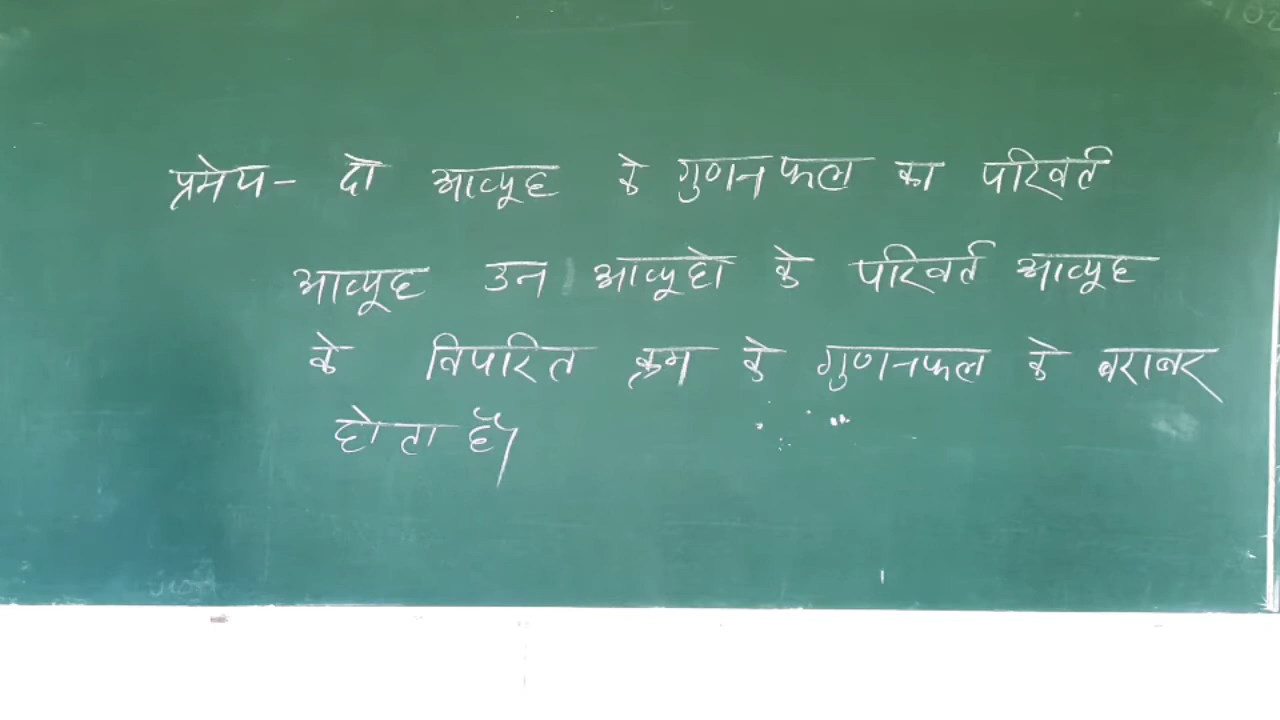 प्रमेय- दो आव्यूह के गुणनफल का परिवर्त
आव्यूह उन आव्यूहो के परिवर्त आव्यूह
के विपरित क्रम के गुणनफल के बराबर
होता है।